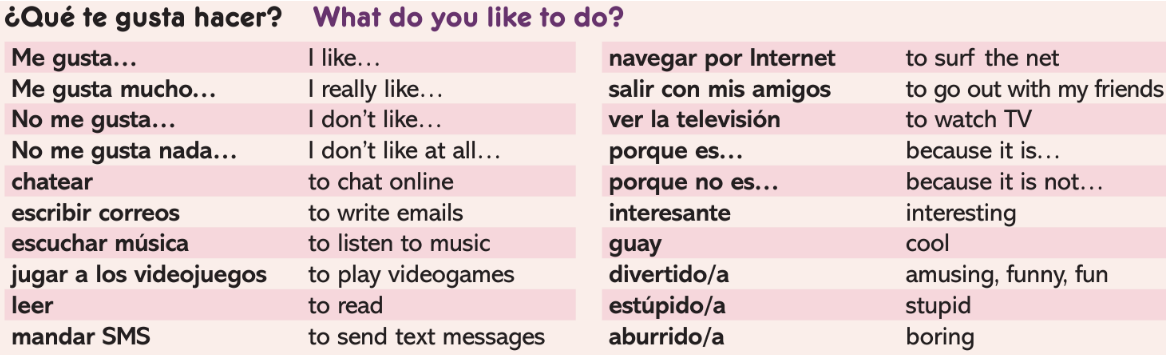 ¿Qué te gusta hacer? What do you like to do?
Me gusta… I like…
Me gusta mucho… I really like…
No me gusta… I don't like…
No me gusta nada… I don't like at all…
chatear to chat online
escribir correos to write emails
escuchar música to listen to music
jugar a los videojuegos to play videogames
leer to read
mandar SMS to send text messages
navegar por Internet to surf the net
salir con mis amigos to go out with my friends
ver la televisión to watch TV
porque es… because it is…
porque no es… because it is not…
interesante interesting
guay cool
divertido/a amusing, funny, fun
estúpido/a stupid
aburrido/a boring